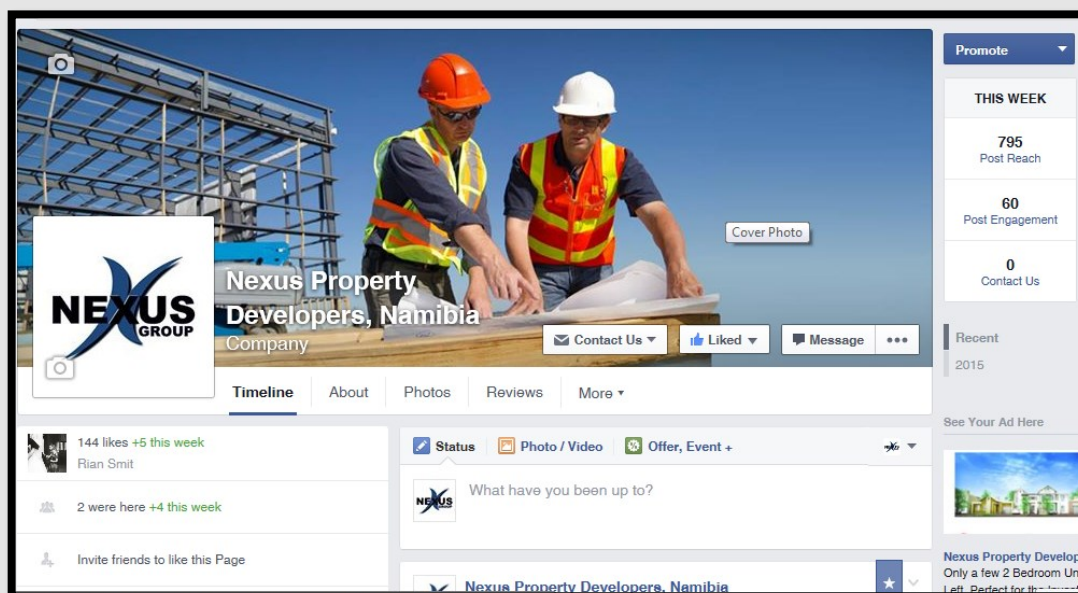 Promote
THIS WEEK
795
Post Reach
60
Post Engagement
0
Contact Us
Recent
2015
See Your Ad Here
Cover Photo
NEXUS
GROUP
Nexus Property
Developers, Namibia
Company
Contact Us
Liked
Message
Timeline About Photos Reviews More
144 likes +5 this week
Rian Smit
2 were here +4 this week
Invite friends to like this Page
Status Photo / Video Offer, Event +
NEXUS
What have you been up to?
Nexus Property Developers, Namibia
Nexus Property Develop
Only a few 2 Bedroom Un
Left. Perfect for the